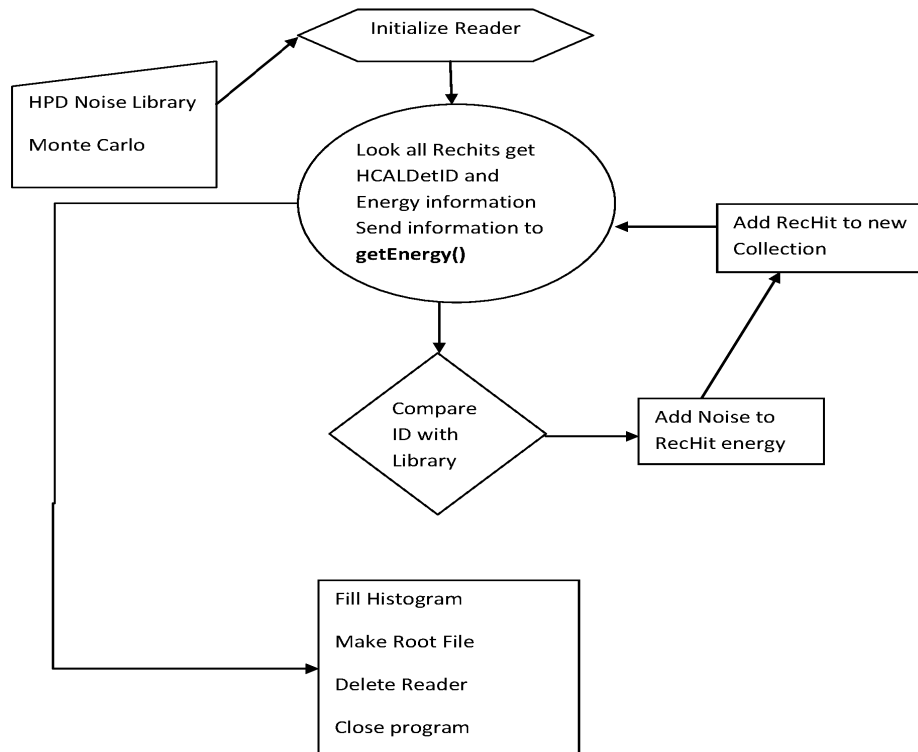 Initialize Reader
HPD Noise Library
Monte Carlo
Look all Rechits get
HCALDetID and
Energy information
Send information to
getEnergy()
Add RecHit to new
Collection
Compare
ID with
Library
Add Noise to
RecHit energy
Fill Histogram
Make Root File
Delete Reader
Close program